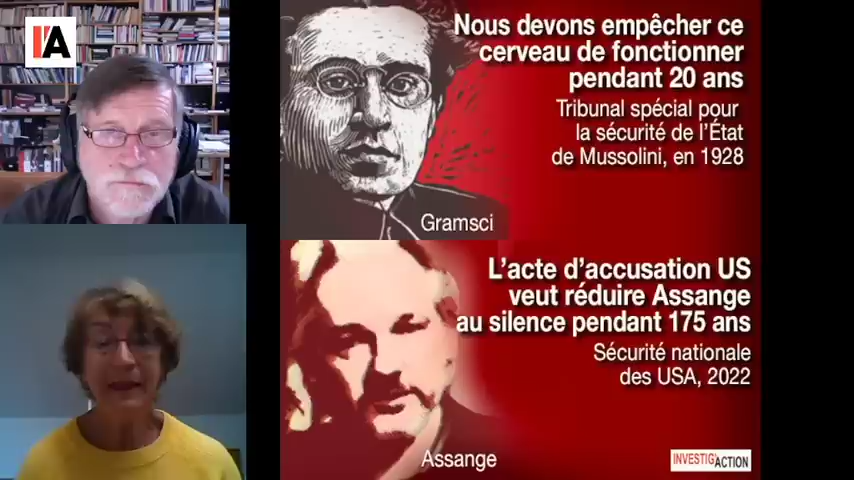 I'A
Nous devons empêcher ce
cerveau de fonctionner
pendant 20 ans
Tribunal spécial pour
la sécurité de l'État
de Mussolini, en 1928
Gramsci
L'acte d'accusation US
veut réduire Assange
au silence pendant 175 ans
Sécurité nationale
des USA, 2022
Assange
INVESTIG'ACTION